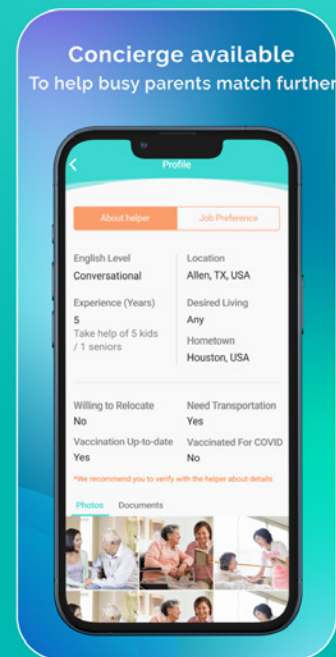 Concierge available
To help busy parents match further
Profile
About helper
Job Preference
English Level
Conversational
Location
Allen, TX, USA
Experience (Years)
5
Take help of 5 kids
/ 1 seniors
Desired Living
Any
Hometown
Houston, USA
Willing to Relocate
No
Need Transportation
Yes
Vaccination Up-to-date
Yes
Vaccinated For COVID
No
*We recommend you to verify with the helper about details
Photos
Documents